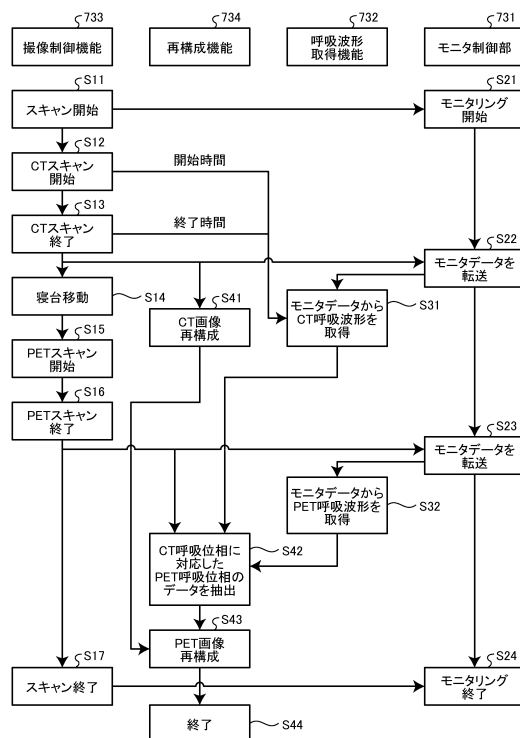 733
734
732
731
撮像制御機能
再構成機能
呼吸波形
取得機能
モニタ制御部
S11
スキャン開始
S21
モニタリング
開始
S12
CTスキャン
開始
開始時間
S13
CTスキャン
終了
終了時間
S22
モニタデータを
転送
寝台移動
S14
S41
CT画像
再構成
モニタデータから
CT呼吸波形を
取得
S31
S15
PETスキャン
開始
S16
PETスキャン
終了
S23
モニタデータを
転送
モニタデータから
PET呼吸波形を
取得
S32
CT呼吸位相に
対応した
PET呼吸位相の
データを抽出
S42
S43
PET画像
再構成
S17
スキャン終了
S24
モニタリング
終了
終了
S44